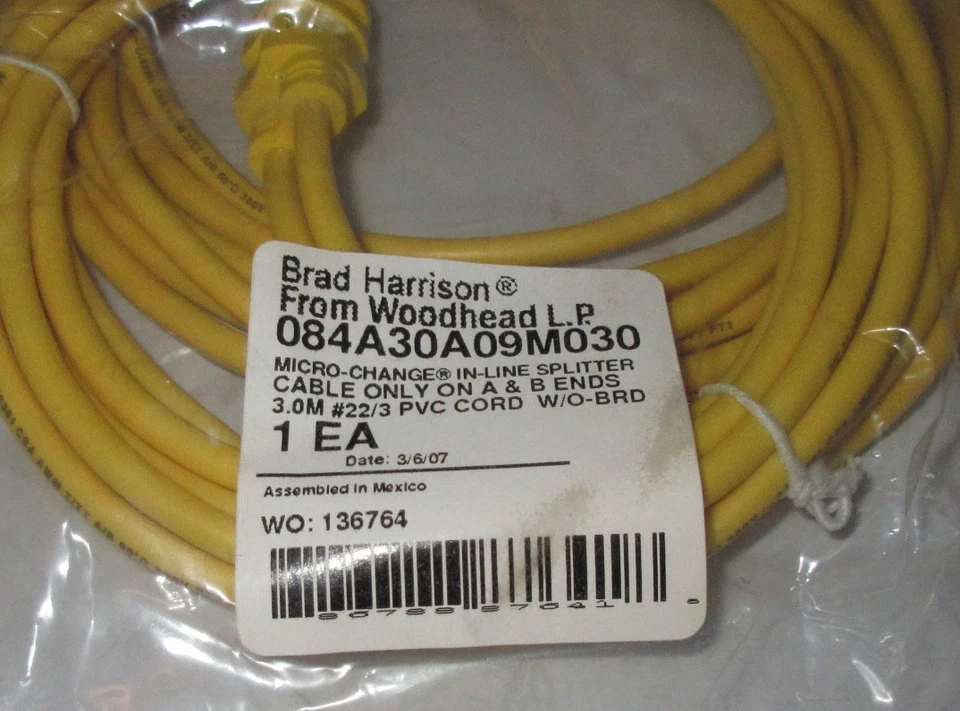 Brad Harrison®
From Woodhead L.P.
084A30A09M030
MICRO-CHANGE® IN-LINE SPLITTER
CABLE ONLY ON A & B ENDS
3.0M #22/3 PVC CORD W/O-BRD
1 EA
Date: 3/6/07
Assembled in Mexico
WO: 136764